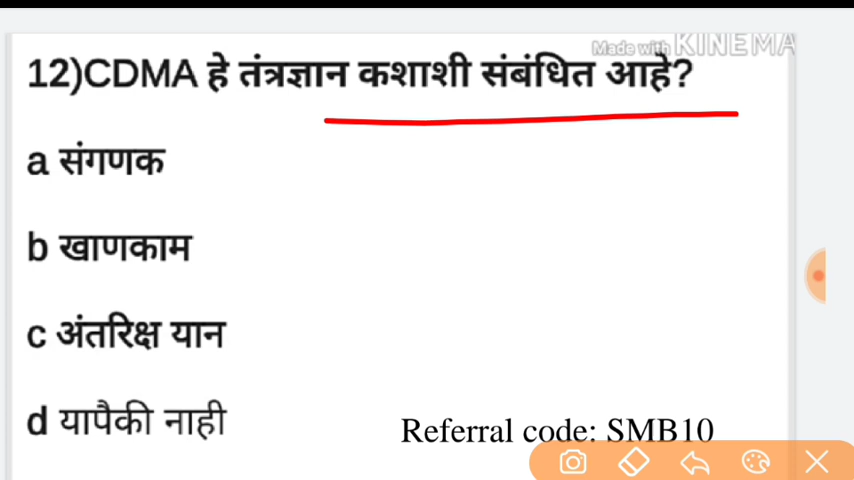 Made with KINEMA
12)CDMA हे तंत्रज्ञान कशाशी संबंधित आहे?
a संगणक
b खाणकाम
c अंतरिक्ष यान
d यापैकी नाही
Referral code: SMB10